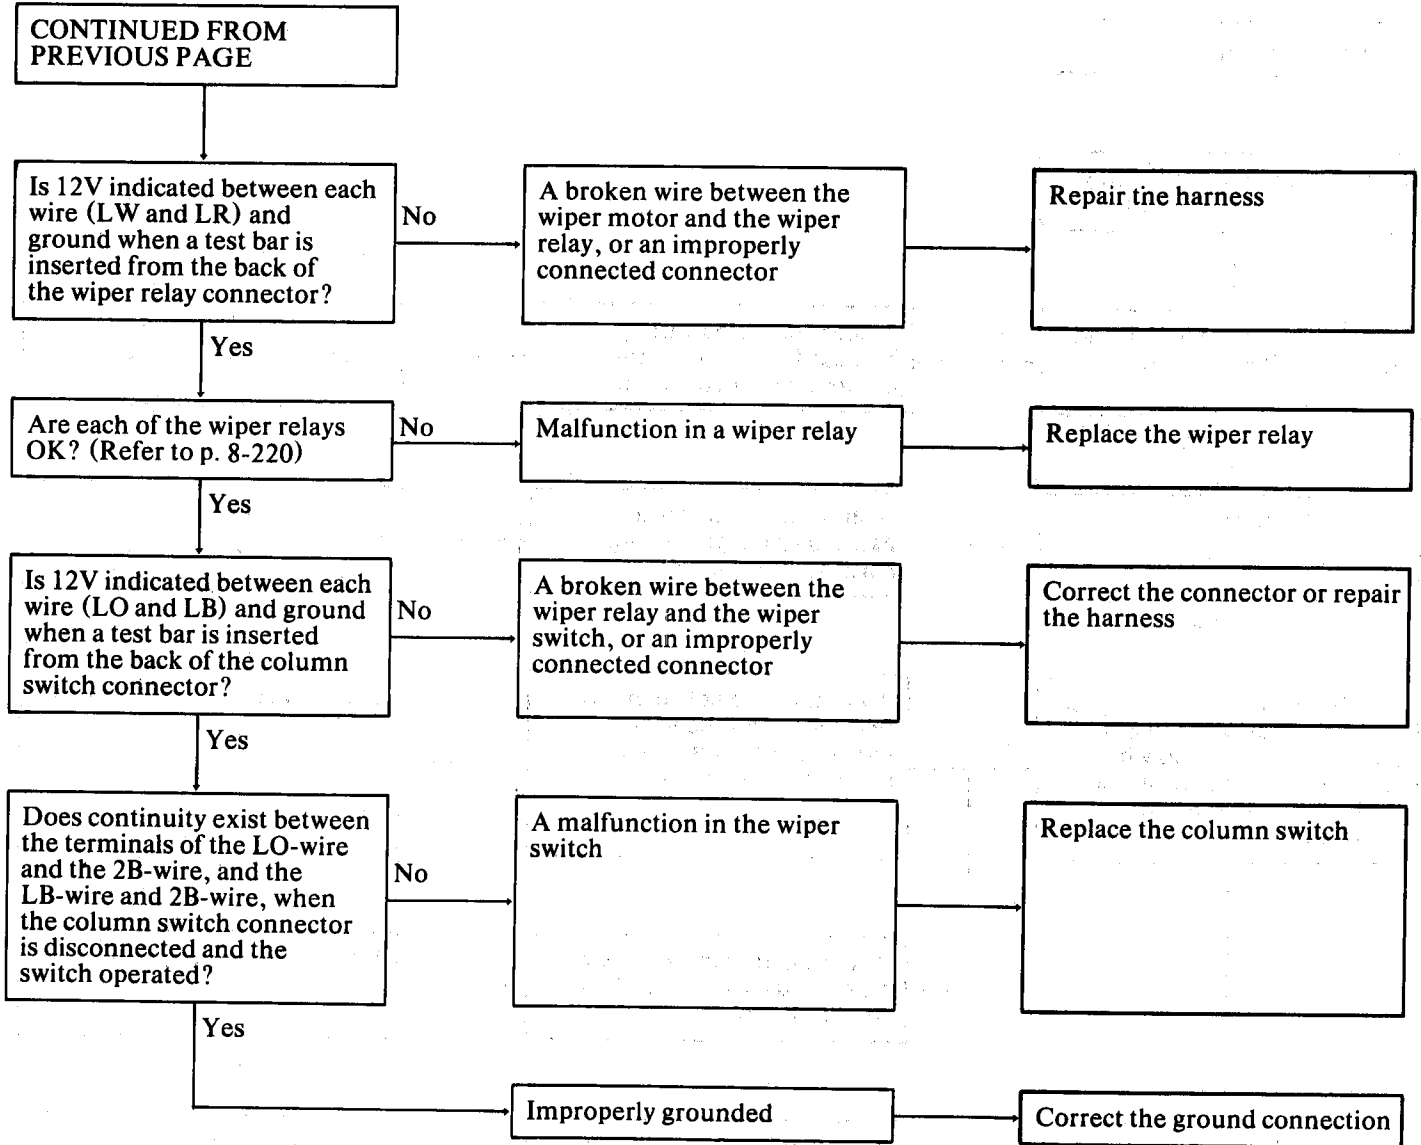 CONTINUED FROM
PREVIOUS PAGE
Is 12V indicated between each
wire (LW and LR) and
ground when a test bar is
inserted from the back of
the wiper relay connector?
No
A broken wire between the
wiper motor and the wiper
relay, or an improperly
connected connector
Repair the harness
Yes
Are each of the wiper relays
OK? (Refer to p. 8-220)
No
Malfunction in a wiper relay
Replace the wiper relay
Yes
Is 12V indicated between each
wire (LO and LB) and ground
when a test bar is inserted
from the back of the column
switch connector?
No
A broken wire between the
wiper relay and the wiper
switch, or an improperly
connected connector
Correct the connector or repair
the harness
Yes
Does continuity exist between
the terminals of the LO-wire
and the 2B-wire, and the
LB-wire and 2B-wire, when
the column switch connector
is disconnected and the
switch operated?
No
A malfunction in the wiper
switch
Replace the column switch
Yes
Improperly grounded
Correct the ground connection